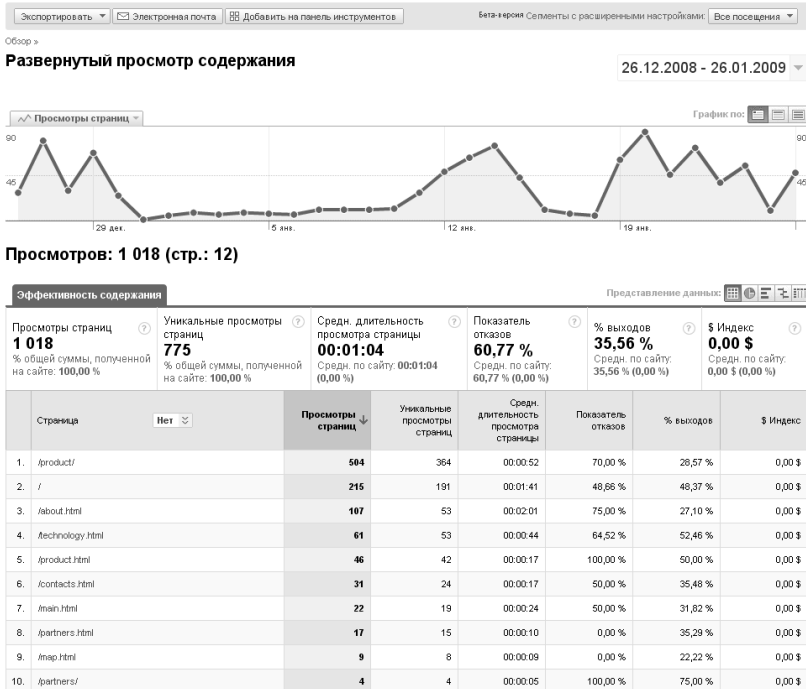 Экспортировать Электронная почта Добавить на панель инструментов Бета-версия Сегменты с расширенными настройками: Все посещения
Обзор »
Развернутый просмотр содержания
26.12.2008 - 26.01.2009
Просмотры страниц График по:
90 90
45 45
29 дек. 5 янв. 12 янв. 19 янв.
Просмотров: 1 018 (стр.: 12)
Эффективность содержания Представление данных:
Просмотры страниц ?
1 018
% общей суммы, полученной
на сайте: 100,00 %
Уникальные просмотры ?
страниц
775
% общей суммы, полученной
на сайте: 100,00 %
Средн. длительность ?
просмотра страницы
00:01:04
Средн. по сайту: 00:01:04
(0,00 %)
Показатель ?
отказов
60,77 %
Средн. по сайту:
60,77 % (0,00 %)
% выходов ?
35,56 %
Средн. по сайту:
35,56 % (0,00 %)
$ Индекс ?
0,00 $
Средн. по сайту:
0,00 $ (0,00 %)
Страница Нет
Просмотры
страниц
Уникальные
просмотры
страниц
Средн.
длительность
просмотра
страницы
Показатель
отказов
% выходов
$ Индекс
1. /product/ 504 364 00:00:52 70,00 % 28,57 % 0,00 $
2. / 215 191 00:01:41 48,66 % 48,37 % 0,00 $
3. /about.html 107 53 00:02:01 75,00 % 27,10 % 0,00 $
4. /technology.html 61 53 00:00:44 64,52 % 52,46 % 0,00 $
5. /product.html 46 42 00:00:17 100,00 % 50,00 % 0,00 $
6. /contacts.html 31 24 00:00:17 50,00 % 35,48 % 0,00 $
7. /main.html 22 19 00:00:24 50,00 % 31,82 % 0,00 $
8. /partners.html 17 15 00:00:10 0,00 % 35,29 % 0,00 $
9. /map.html 9 8 00:00:09 0,00 % 22,22 % 0,00 $
10. /partners/ 4 4 00:00:05 100,00 % 75,00 % 0,00 $